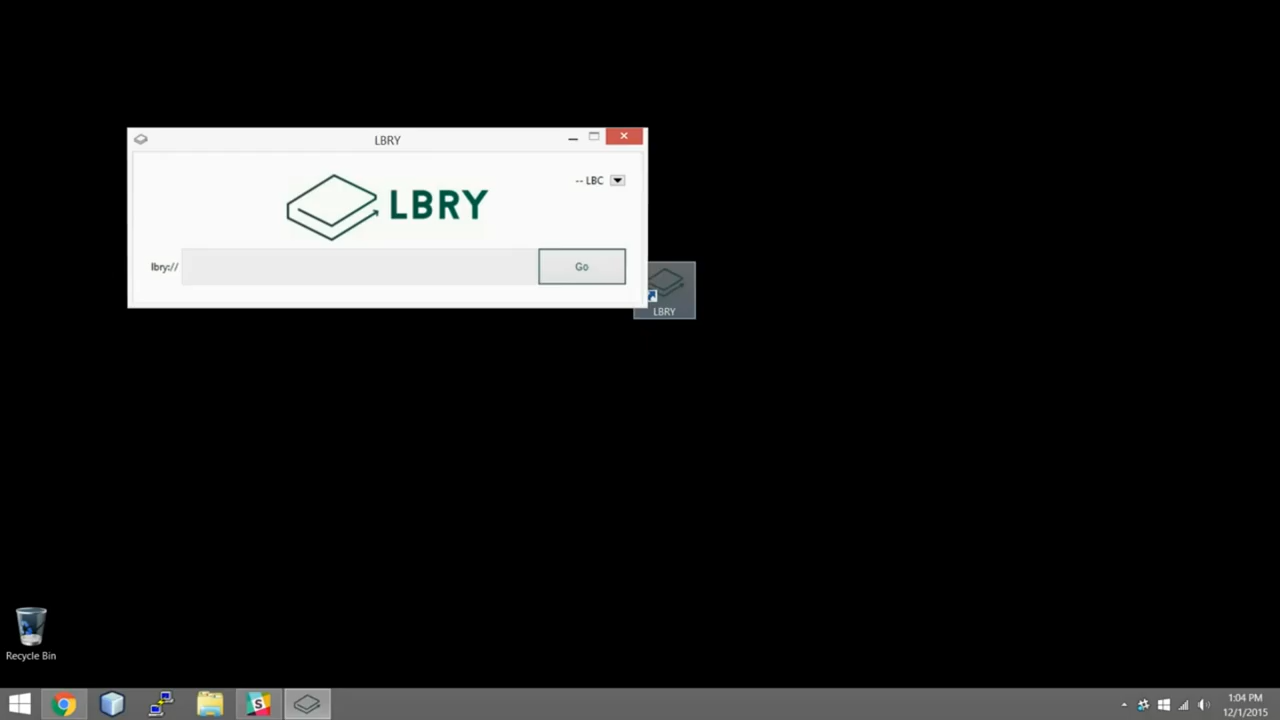 LBRY
-- LBC
LBRY
lbry://
Go
LBRY
Recycle Bin
S
1:04 PM
12/1/2015